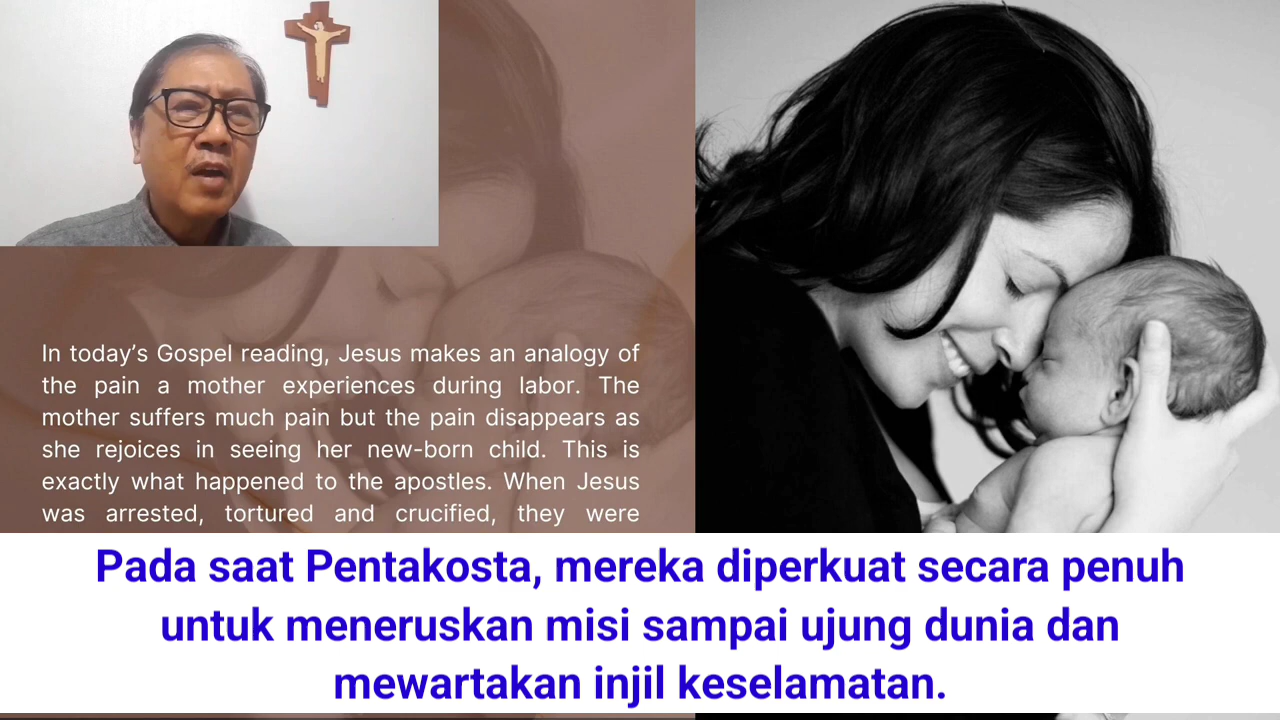 In today’s Gospel reading, Jesus makes an analogy of
the pain a mother experiences during labor. The
mother suffers much pain but the pain disappears as
she rejoices in seeing her new-born child. This is
exactly what happened to the apostles. When Jesus
was arrested, tortured and crucified, they were
Pada saat Pentakosta, mereka diperkuat secara penuh
untuk meneruskan misi sampai ujung dunia dan
mewartakan injil keselamatan.